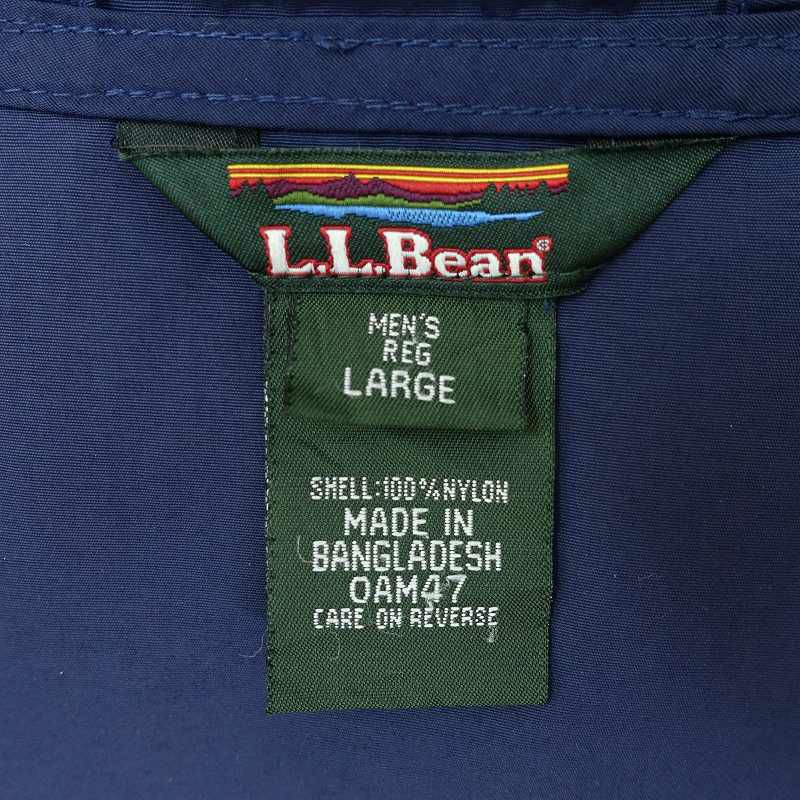 L.L.Bean®
MEN'S
REG
LARGE
SHELL:100%NYLON
MADE IN
BANGLADESH
0AM47
CARE ON REVERSE